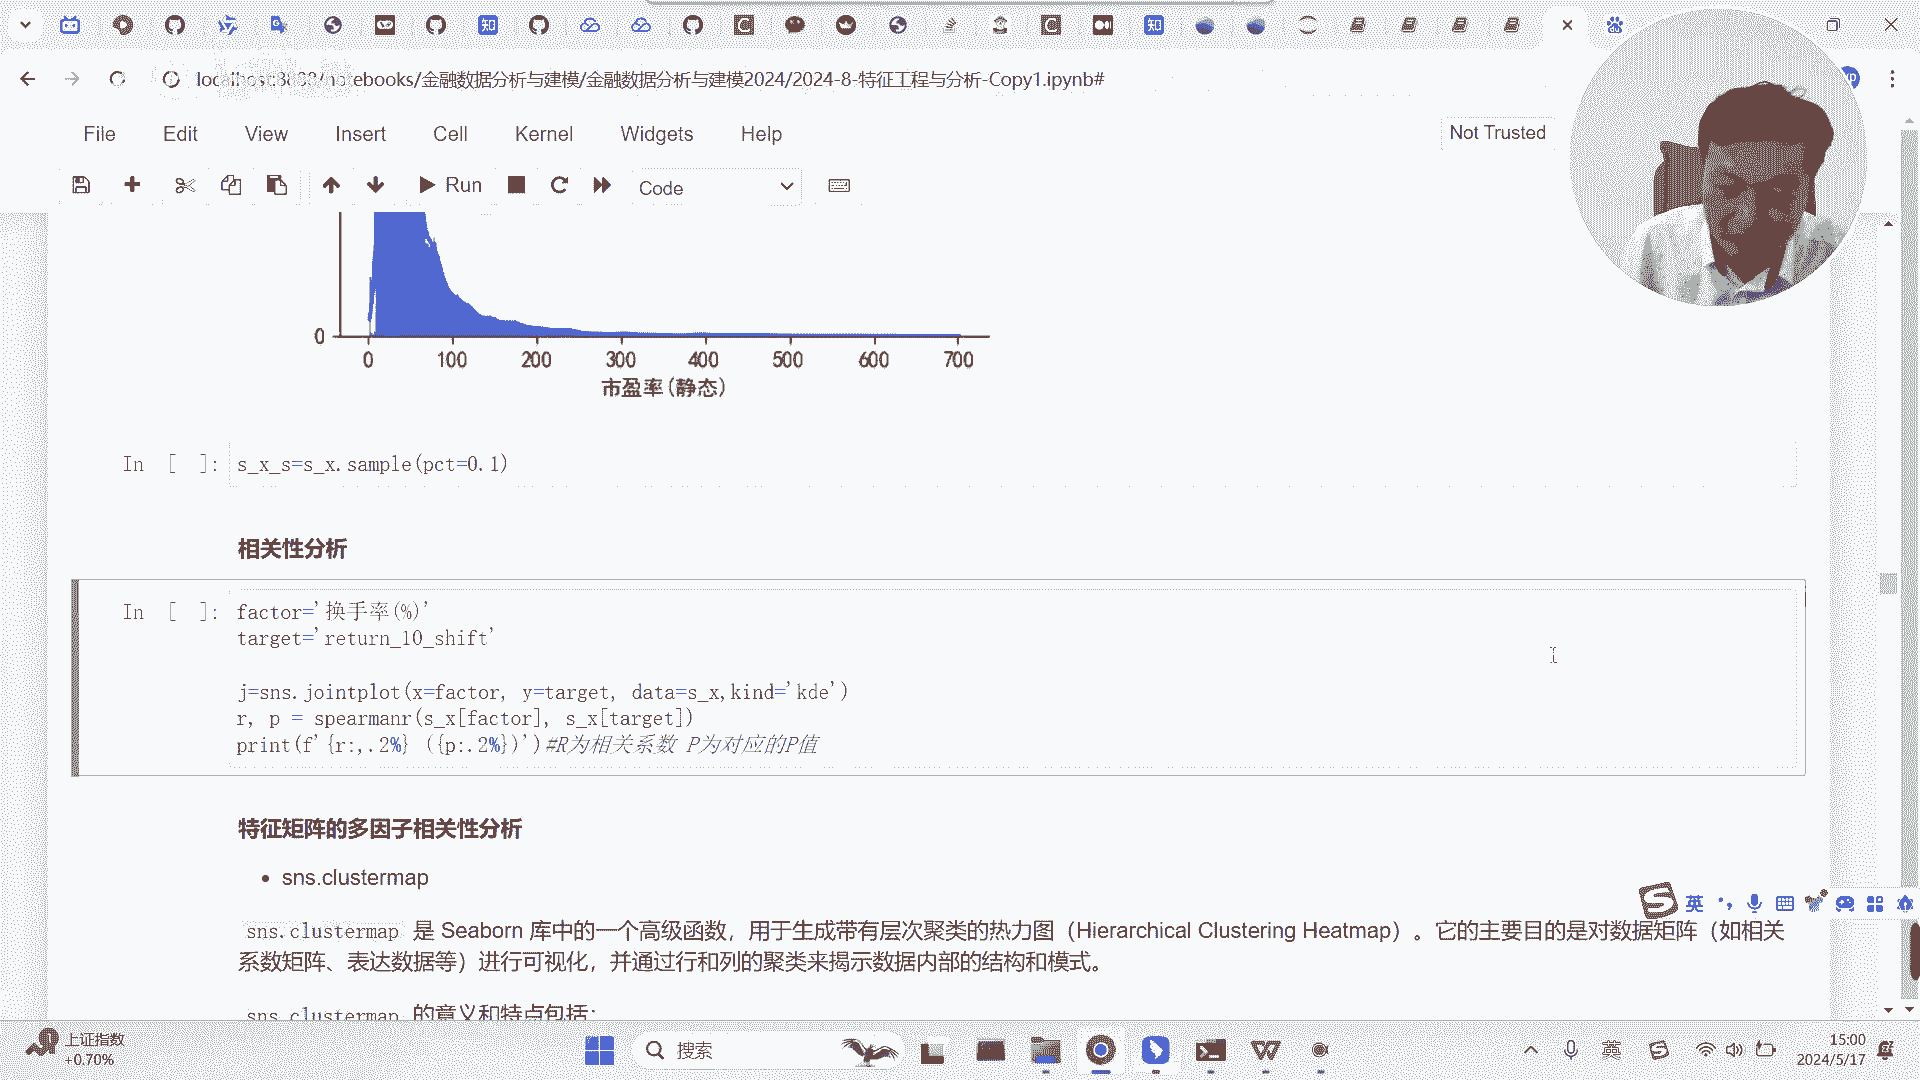 localhost:8888/notebooks/金融数据分析与建模/金融数据分析与建模2024/2024-8-特征工程与分析-Copy1.ipynb#
File Edit View Insert Cell Kernel Widgets Help
Not Trusted
Run
Code
0
0 100 200 300 400 500 600 700
市盈率(静态)
In [ ]: s_x_s=s_x.sample(pct=0.1)
相关性分析
In [ ]: factor='换手率(%)'
target='return_10_shift'
j=sns.jointplot(x=factor, y=target, data=s_x,kind='kde')
r, p = spearmanr(s_x[factor], s_x[target])
print(f'{r:,.2%} ({p:.2%})')#R为相关系数 P为对应的P值
特征矩阵的多因子相关性分析
• sns.clustermap
sns.clustermap 是 Seaborn 库中的一个高级函数，用于生成带有层次聚类的热力图（Hierarchical Clustering Heatmap）。它的主要目的是对数据矩阵（如相关
系数矩阵、表达数据等）进行可视化，并通过行和列的聚类来揭示数据内部的结构和模式。
sns.clustermap 的意义和特点包括：
英
上证指数
+0.70%
搜索
英
15:00
2024/5/17